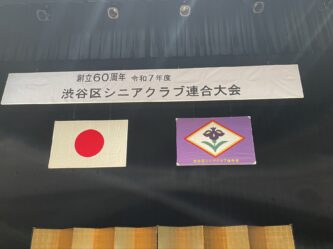 創立60周年 令和7年度
渋谷区シニアクラブ連合大会